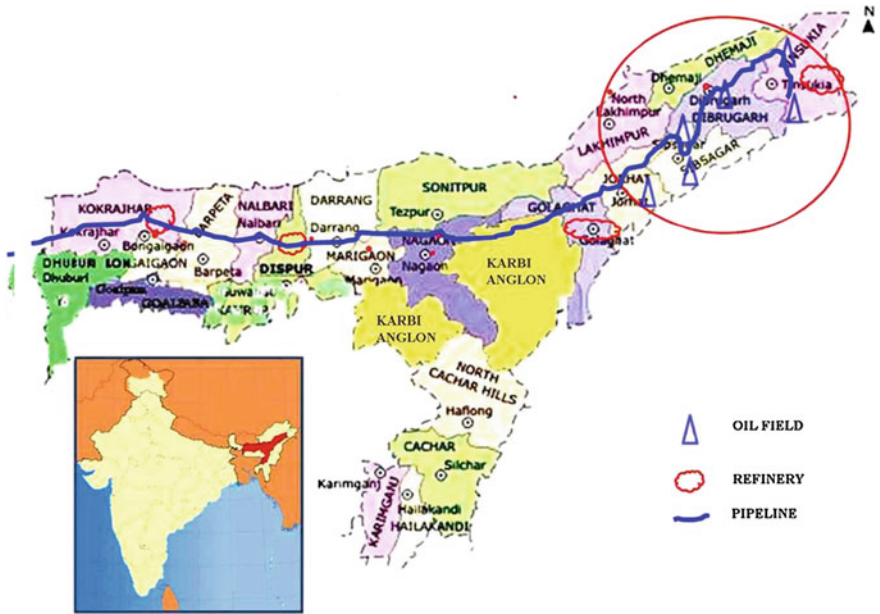 N
TINSUKIA
DHEMAJI
Dhemaji
Tinsukia
North
Lakhimpur
Dibrugarh
DIBRUGARH
LAKHIMPUR
SIBSAGAR
JORHAT
Jorhat
SONITPUR
GOLAGHAT
Golaghat
DARRANG
NALBARI
BARPETA
KOKRAJHAR
Tezpur
Nalbari
Darrang
Kokrajhar
Bongaigaon
NAGAON
MARIGAON
Nagaon
DISPUR
Barpeta
DHUBURI
Dhuburi
KARBI
ANGLON
KARBI
ANGLON
NORTH
CACHAR HILLS
Haflong
CACHAR
Silchar
Karimganj
KARIMGANJ
Hailakandi
HAILAKANDI
OIL FIELD
REFINERY
PIPELINE